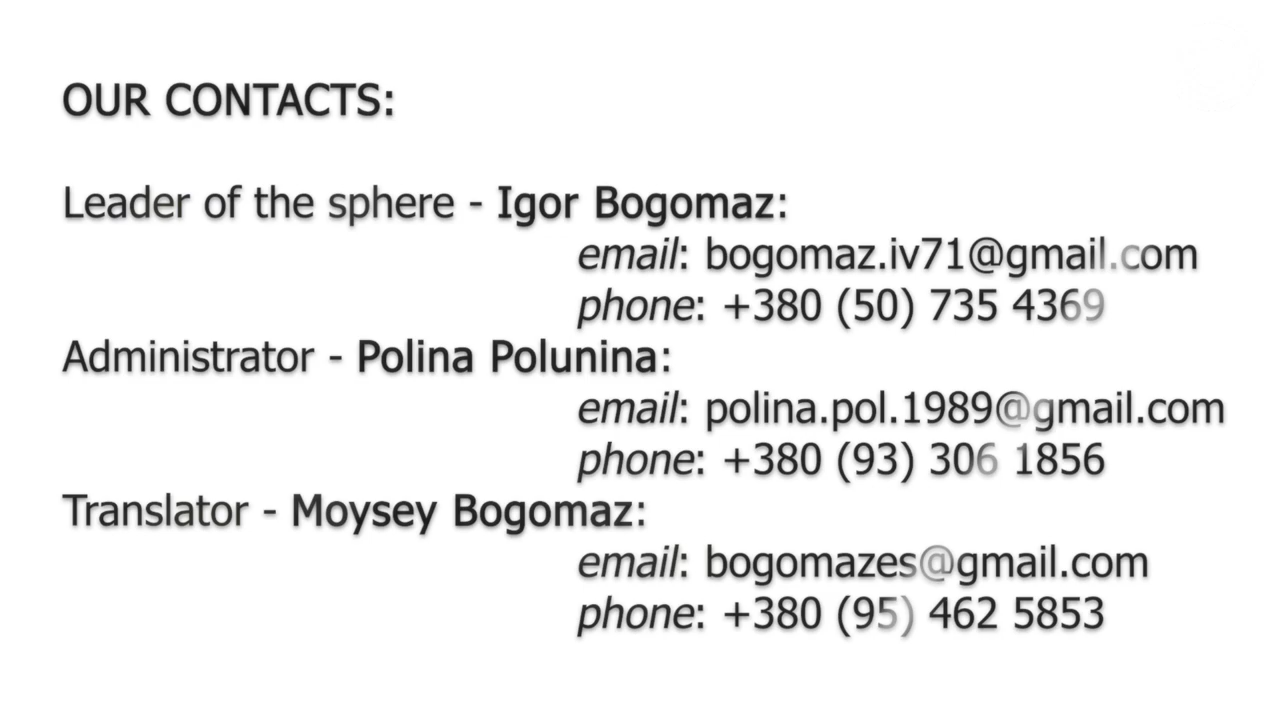 OUR CONTACTS:
Leader of the sphere - Igor Bogomaz:
email: bogomaz.iv71@gmail.com
phone: +380 (50) 735 4369
Administrator - Polina Polunina:
email: polina.pol.1989@gmail.com
phone: +380 (93) 306 1856
Translator - Moysey Bogomaz:
email: bogomazes@gmail.com
phone: +380 (95) 462 5853